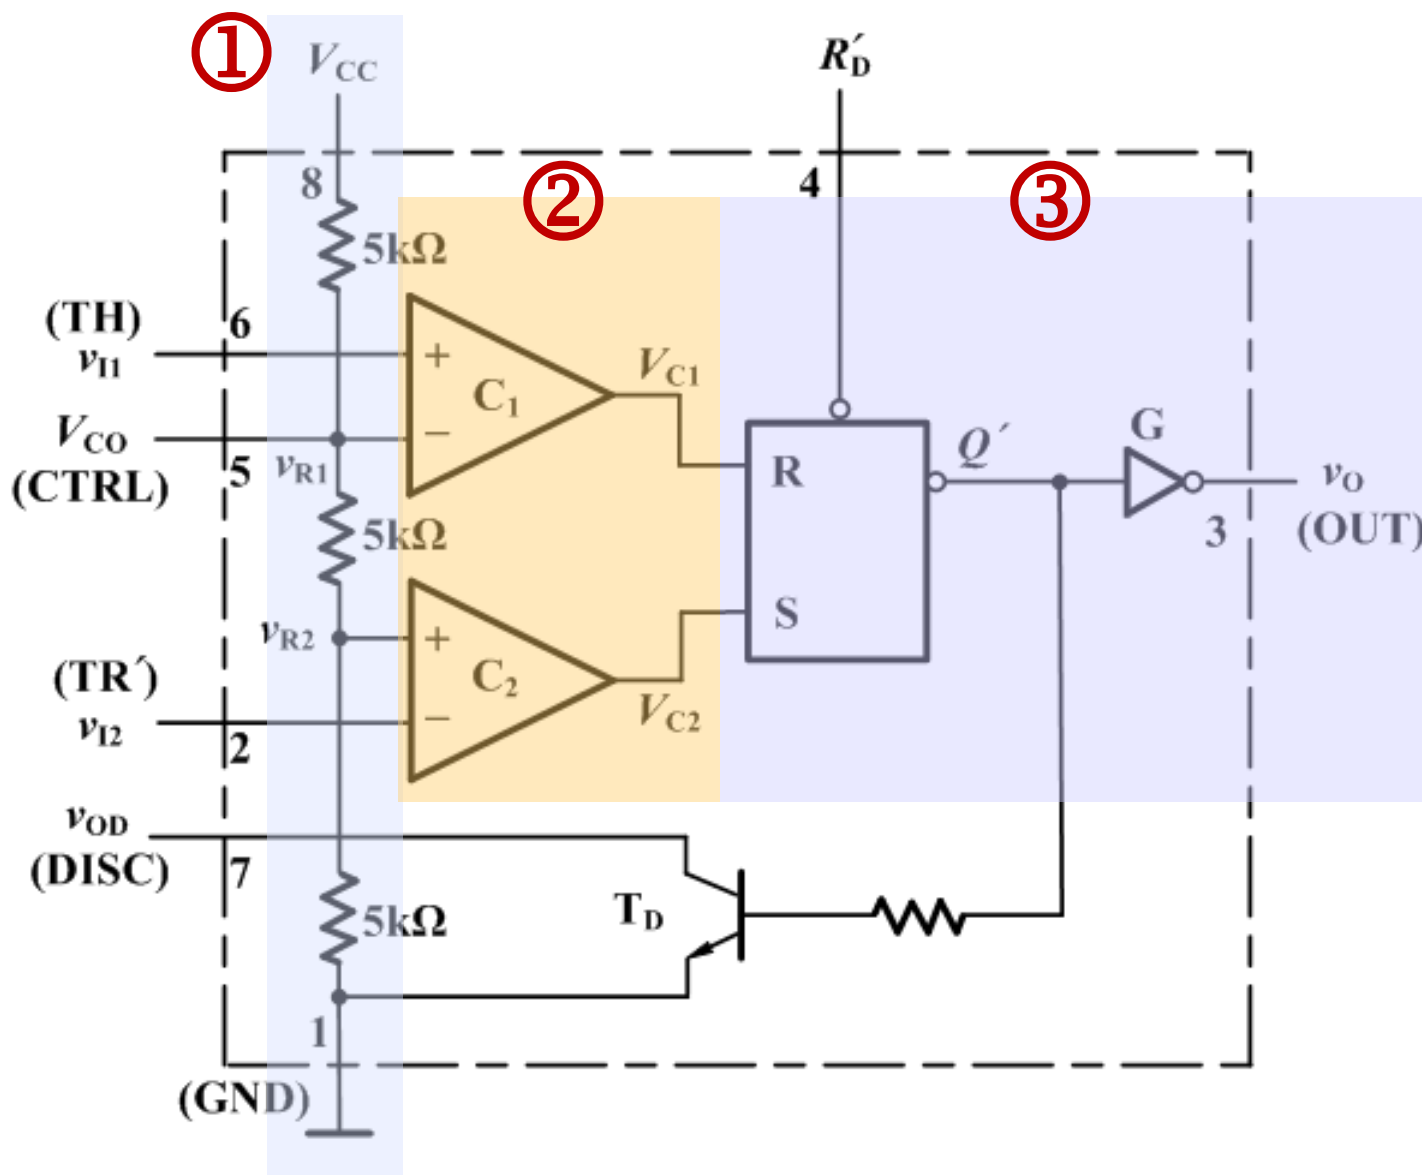 ①
V_CC
R′_D
8
②
4
③
5kΩ
(TH)
6
v_I1
+
C_1
V_C1
V_CO
−
G
Q′
5
v_R1
R
v_O
(CTRL)
3
(OUT)
5kΩ
S
v_R2
+
(TR′)
C_2
V_C2
v_I2
−
2
v_OD
(DISC)
7
T_D
5kΩ
1
(GND)